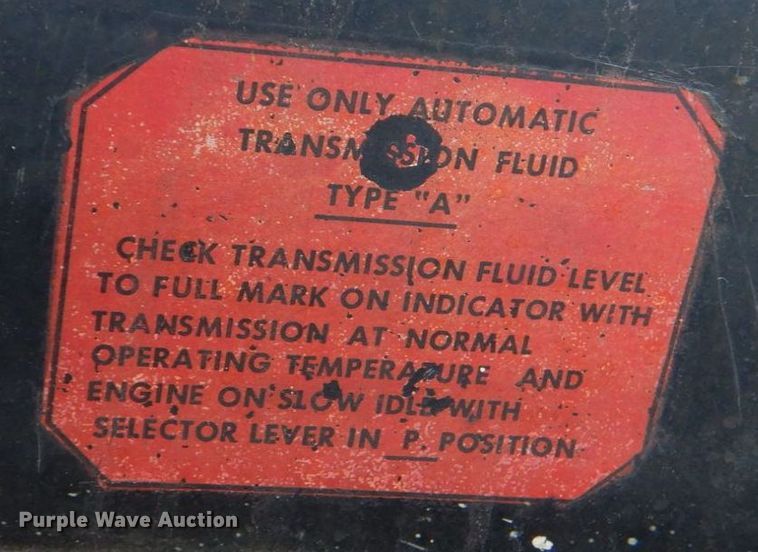 USE ONLY AUTOMATIC
TRANSMISSION FLUID
TYPE "A"
CHECK TRANSMISSION FLUID LEVEL
TO FULL MARK ON INDICATOR WITH
TRANSMISSION AT NORMAL
OPERATING TEMPERATURE AND
ENGINE ON SLOW IDLE WITH
SELECTOR LEVER IN P. POSITION
Purple Wave Auction